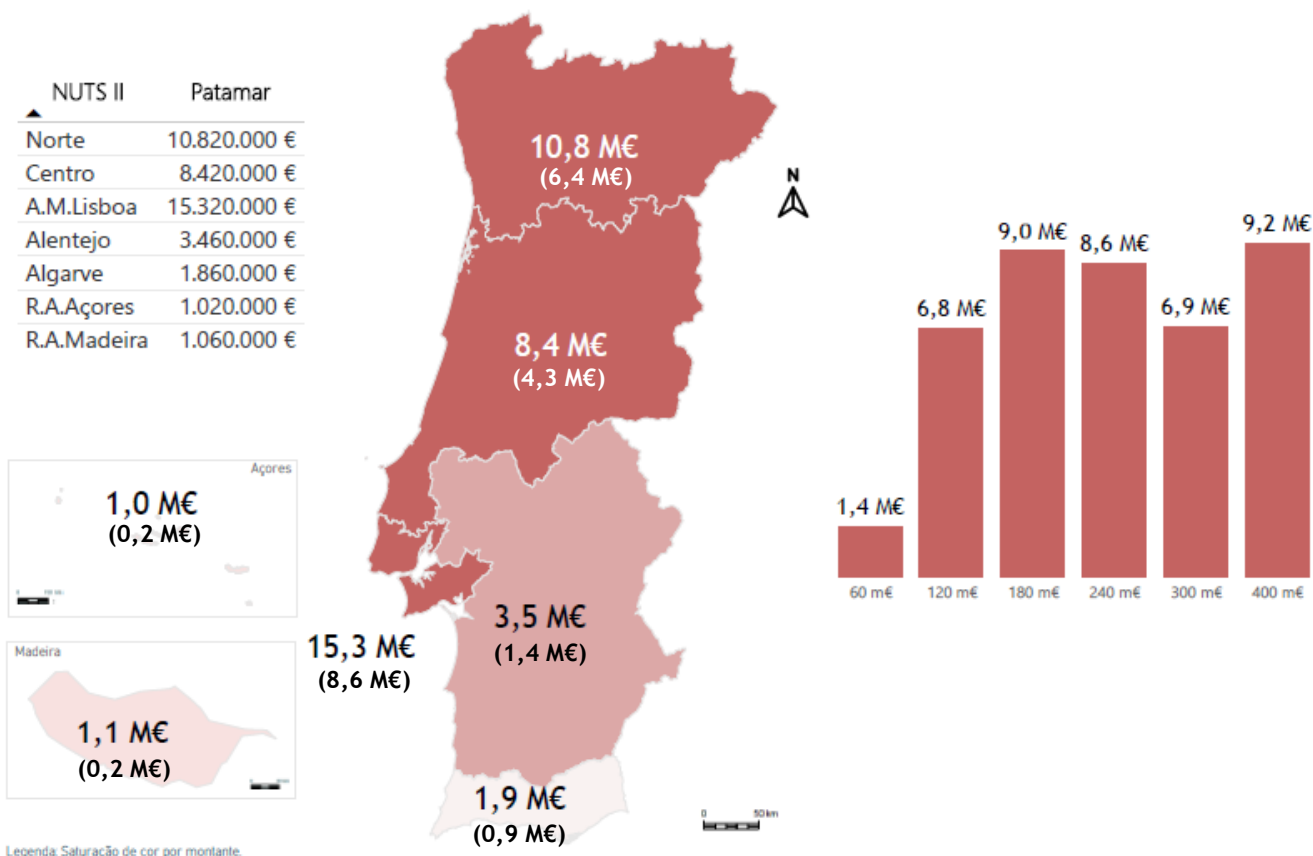 NUTS II Patamar
Norte 10.820.000 €
Centro 8.420.000 €
A.M.Lisboa 15.320.000 €
Alentejo 3.460.000 €
Algarve 1.860.000 €
R.A.Açores 1.020.000 €
R.A.Madeira 1.060.000 €
10,8 M€
(6,4 M€)
N
8,4 M€
(4,3 M€)
Açores
1,0 M€
(0,2 M€)
3,5 M€
(1,4 M€)
15,3 M€
(8,6 M€)
Madeira
1,1 M€
(0,2 M€)
1,9 M€
(0,9 M€)
0 50 km
1,4 M€ 6,8 M€ 9,0 M€ 8,6 M€ 6,9 M€ 9,2 M€
60 m€ 120 m€ 180 m€ 240 m€ 300 m€ 400 m€
Legenda: Saturação de cor por montante.